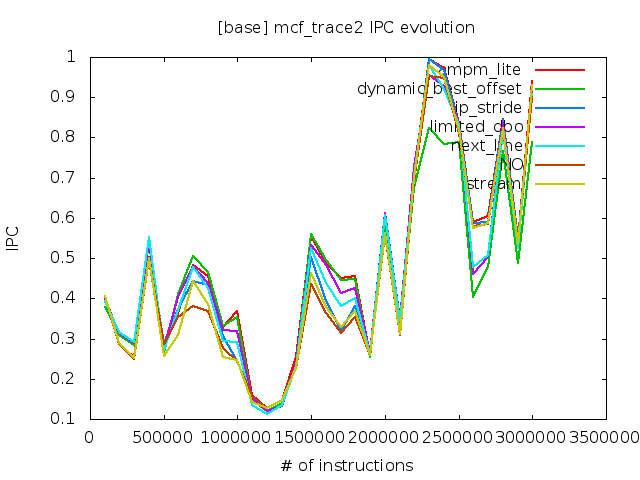 [base] mcf_trace2 IPC evolution
1
0.9
0.8
0.7
0.6
0.5
0.4
0.3
0.2
0.1
IPC
ampm_lite
dynamic_best_offset
ip_stride
limited_obo
next_line
NO
stream
0
500000
1000000
1500000
2000000
2500000
3000000
3500000
# of instructions